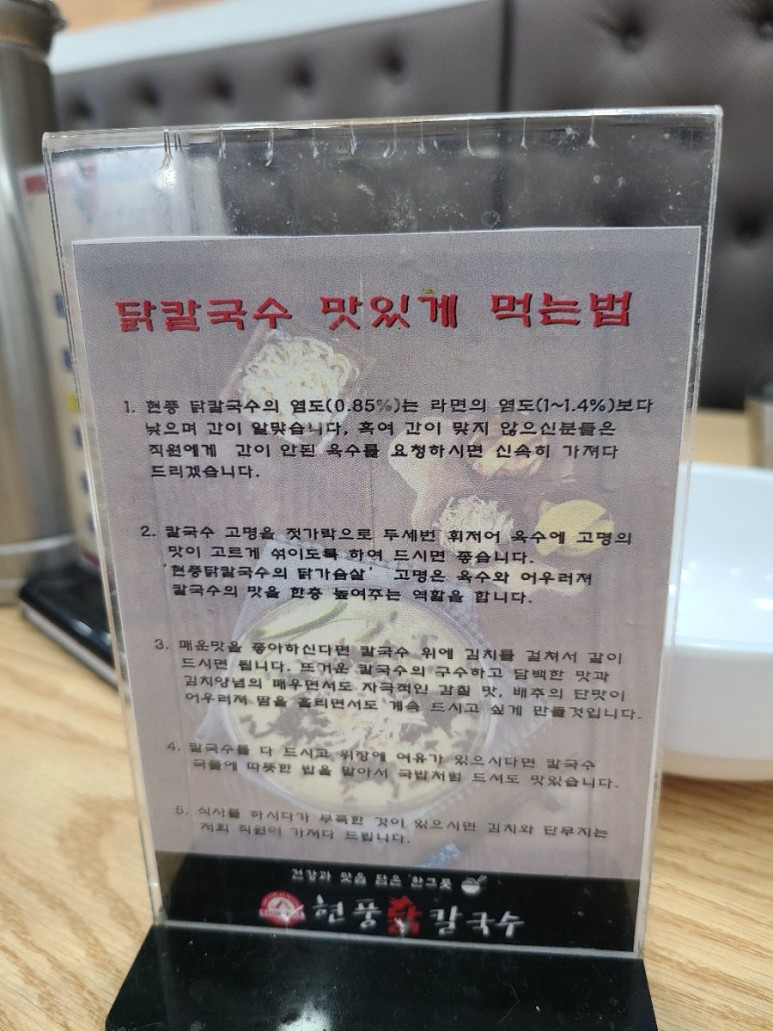 닭칼국수 맛있게 먹는법
1. 현풍 닭칼국수의 염도(0.85%)는 라면의 염도(1~1.4%)보다
낮으며 간이 알맞습니다, 혹여 간이 맞지 않으신분들은
직원에게 간이 안된 육수를 요청하시면 신속히 가져다
드리겠습니다.
2. 칼국수 고명을 젓가락으로 두세번 휘저어 육수에 고명의
맛이 고르게 섞이도록 하여 드시면 좋습니다.
'현풍닭칼국수의 닭가슴살' 고명은 육수와 어우러져
칼국수의 맛을 한층 높여주는 역할을 합니다.
3. 매운맛을 좋아하신다면 칼국수 위에 김치를 걸쳐서 같이
드시면 됩니다. 뜨거운 칼국수의 구수하고 담백한 맛과
김치양념의 매우면서도 자극적인 감칠 맛, 배추의 단맛이
어우러져 땀을 흘리면서도 계속 드시고 싶게 만들것입니다.
4. 칼국수를 다 드시고 위장에 여유가 있으시다면 칼국수
국물에 따뜻한 밥을 말아서 국밥처럼 드셔도 맛있습니다.
5. 식사를 하시다가 부족한 것이 있으시면 김치와 단무지는
저희 직원이 가져다 드립니다.
건강과 맛을 담은 한그릇
현풍닭칼국수